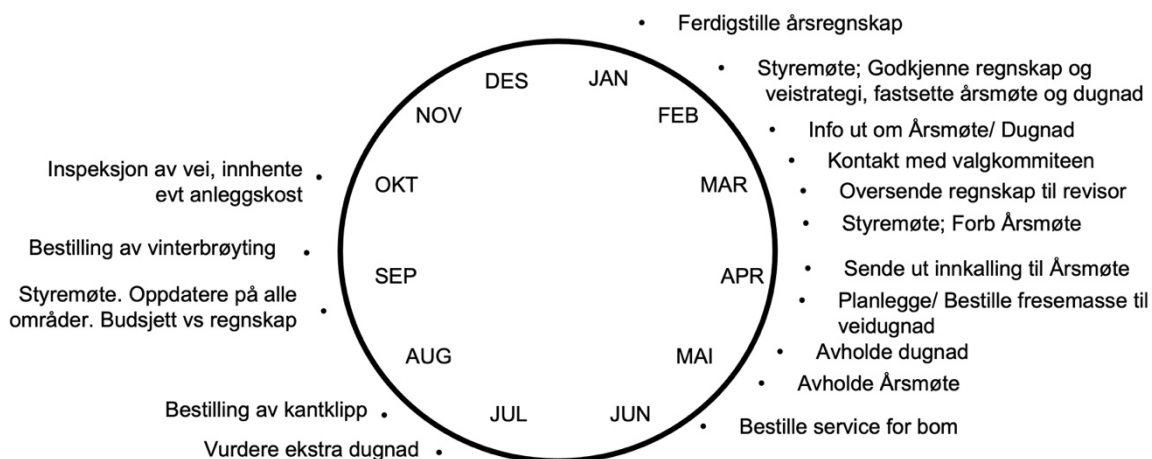 • Ferdigstille årsregnskap
• Styremøte; Godkjenne regnskap og
veistrategi, fastsette årsmøte og dugnad
• Info ut om Årsmøte/ Dugnad
• Kontakt med valgkommiteen
• Oversende regnskap til revisor
• Styremøte; Forb Årsmøte
• Sende ut innkalling til Årsmøte
• Planlegge/ Bestille fresemasse til
veidugnad
• Avholde dugnad
• Avholde Årsmøte
• Bestille service for bom
Vurdere ekstra dugnad •
Bestilling av kantklipp •
Styremøte. Oppdatere på alle
områder. Budsjett vs regnskap •
Bestilling av vinterbrøyting •
Inspeksjon av vei, innhente •
evt anleggskost
JAN
FEB
MAR
APR
MAI
JUN
JUL
AUG
SEP
OKT
NOV
DES